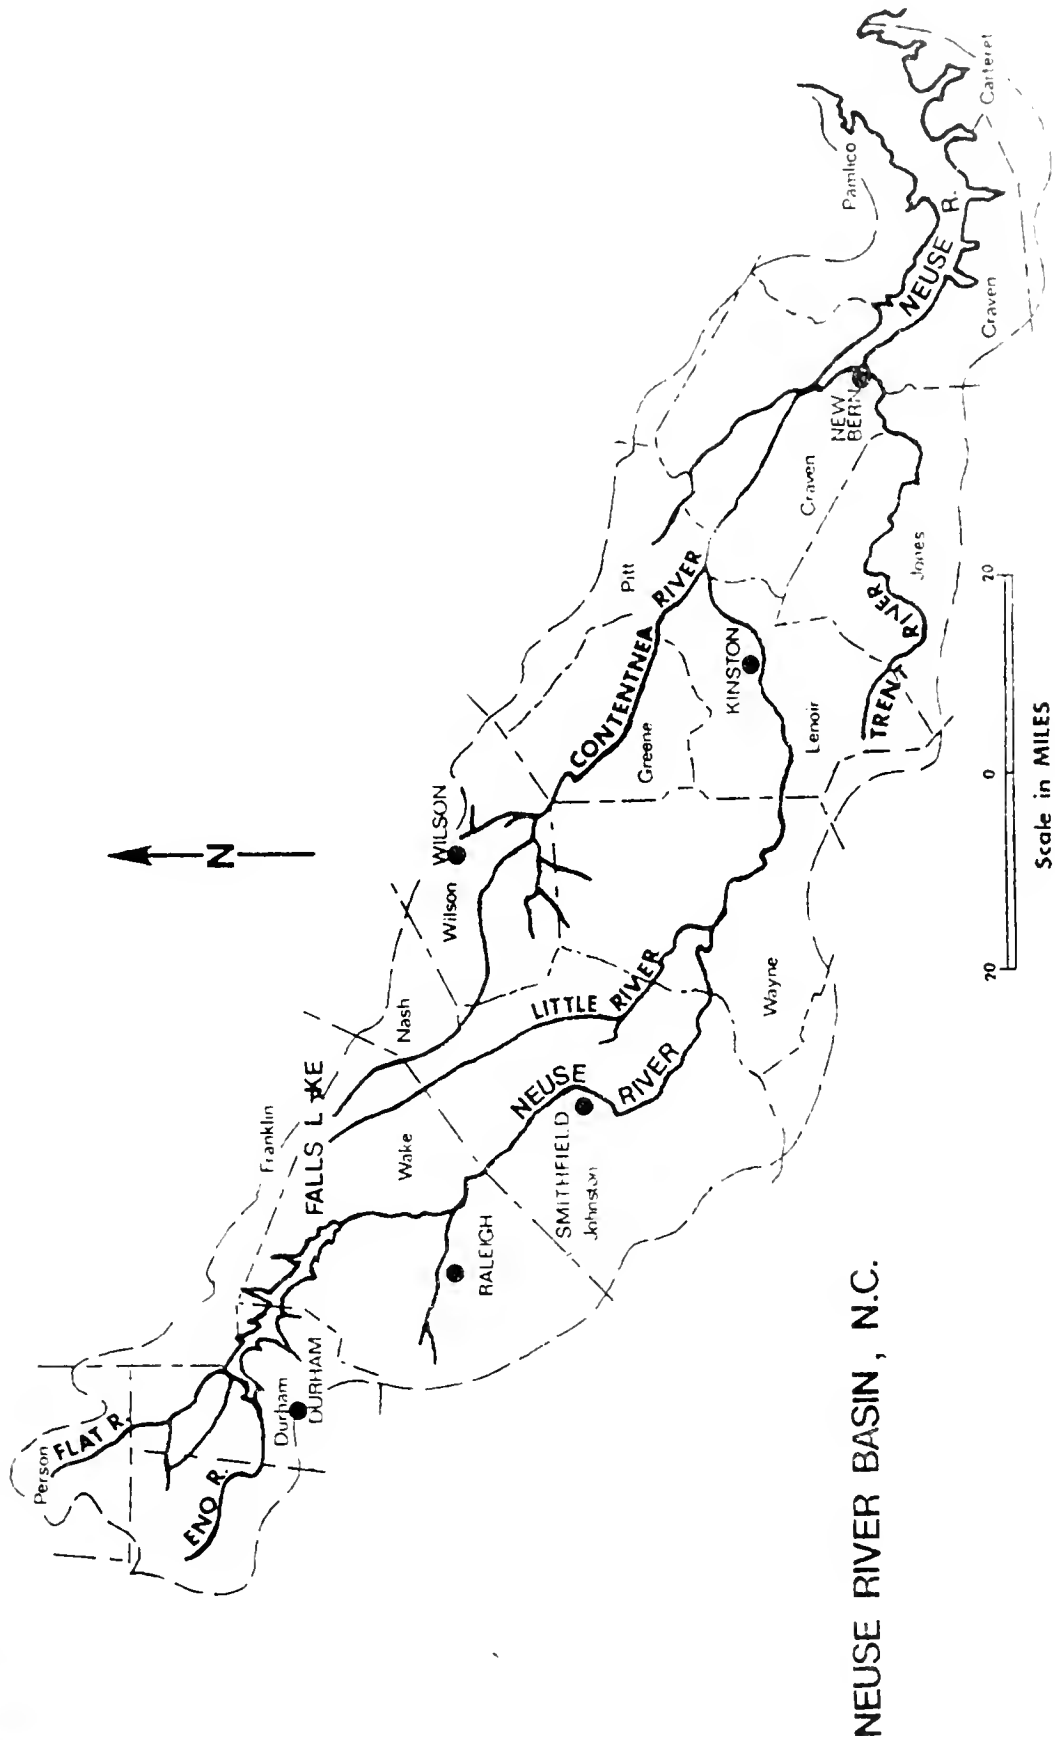 N
Person
FLAT R.
ENO R.
Durham
DURHAM
Franklin
FALLS L KE
Wake
RALEIGH
Nash
Wilson
WILSON
NEUSE
RIVER
SMITHFIELD
Johnston
LITTLE RIVER
CONTENTNEA RIVER
Greene
Pitt
Wayne
KINSTON
Lenoir
TRENT
RIVER
RIVER
Jones
Craven
NEW
BERN
NEUSE R.
Craven
Pamlico
Carteret
NEUSE RIVER BASIN, N.C.
20 0 20
Scale in MILES